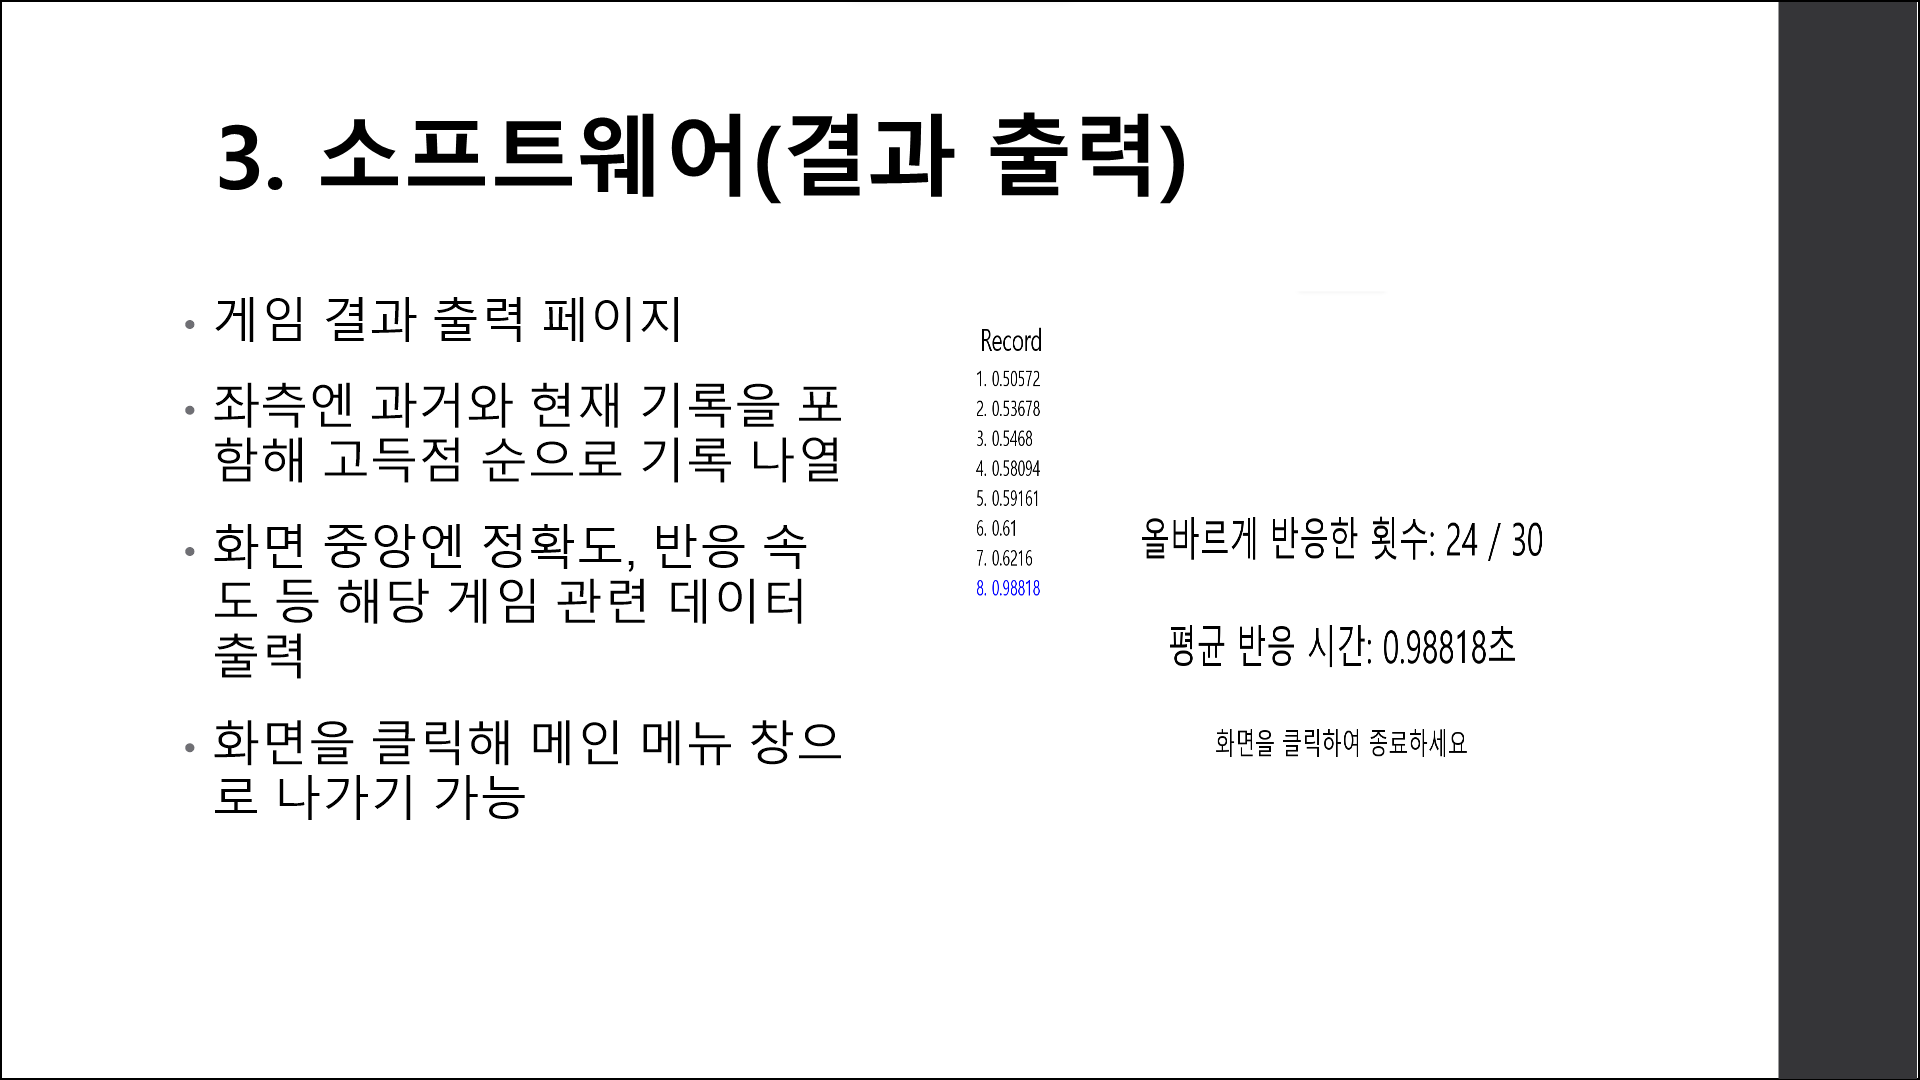 3. 소프트웨어(결과 출력)
게임 결과 출력 페이지
좌측엔 과거와 현재 기록을 포
함해 고득점 순으로 기록 나열
화면 중앙엔 정확도, 반응 속
도 등 해당 게임 관련 데이터
출력
화면을 클릭해 메인 메뉴 창으
로 나가기 가능
Record
1. 0.50572
2. 0.53678
3. 0.5468
4. 0.58094
5. 0.59161
6. 0.61
7. 0.6216
8. 0.98818
올바르게 반응한 횟수: 24 / 30
평균 반응 시간: 0.98818초
화면을 클릭하여 종료하세요